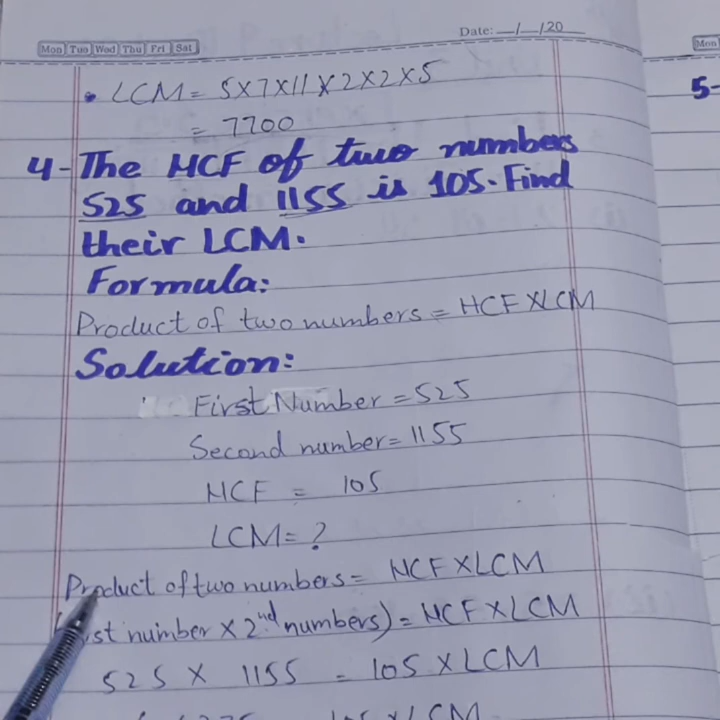 Date: __/__/20__
Mon Tue Wed Thu Fri Sat
Mon
• LCM = 5×7×11×2×2×5
= 7700
5-
4- The HCF of two numbers
525 and 1155 is 105. Find
their LCM.
Formula:
Product of two numbers = HCF×LCM
Solution:
First Number = 525
Second number = 1155
HCF = 105
LCM = ?
Product of two numbers = HCF×LCM
number × 2nd numbers) = HCF×LCM
525 × 1155 = 105 × LCM
LCM